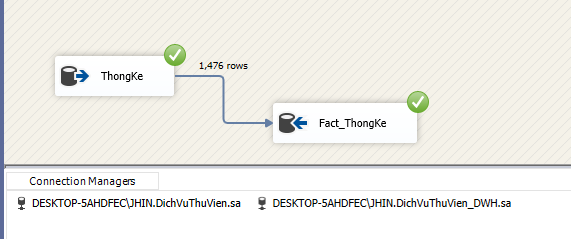 ThongKe
1,476 rows
Fact_ThongKe
Connection Managers
DESKTOP-5AHDFEC\JHIN.DichVuThuVien.sa
DESKTOP-5AHDFEC\JHIN.DichVuThuVien_DWH.sa